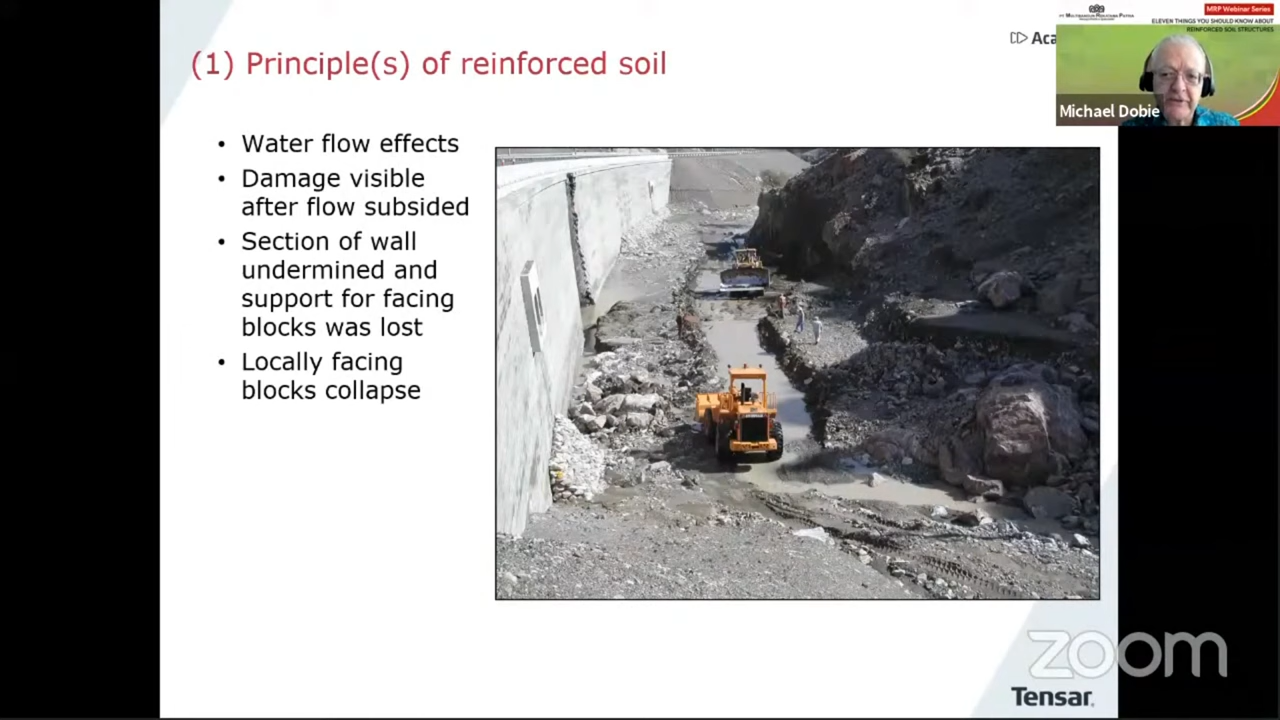 (1) Principle(s) of reinforced soil
Aca
MRP Webinar Series
ELEVEN THINGS YOU SHOULD KNOW ABOUT
REINFORCED SOIL STRUCTURES
Michael Dobie
• Water flow effects
• Damage visible
after flow subsided
• Section of wall
undermined and
support for facing
blocks was lost
• Locally facing
blocks collapse
zoom
Tensar